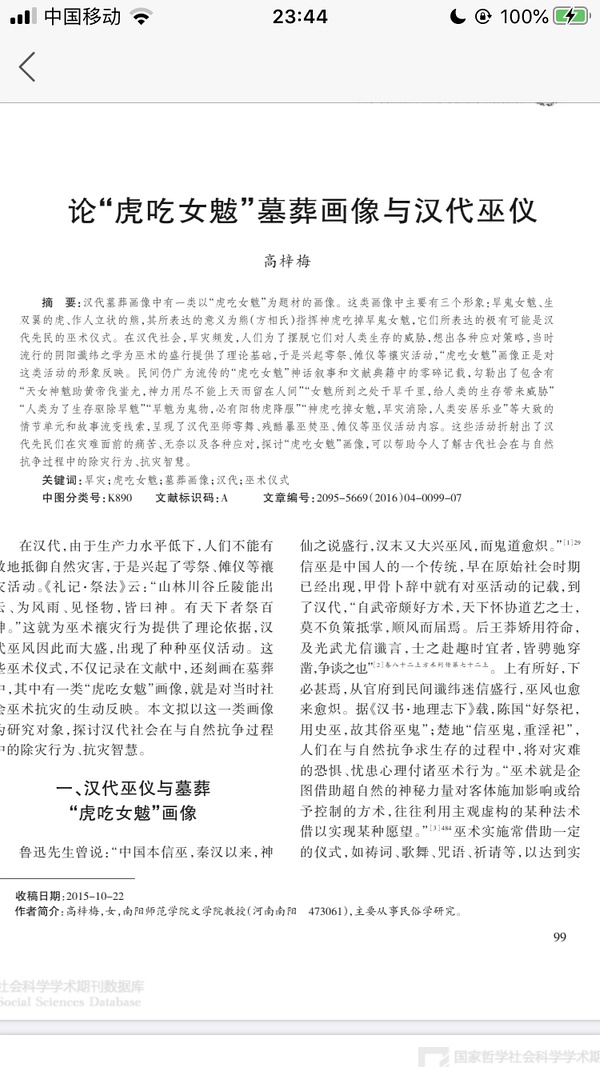 中国移动
23:44
100%
论“虎吃女魃”墓葬画像与汉代巫仪
高梓梅
摘 要:汉代墓葬画像中有一类以“虎吃女魃”为题材的画像。这类画像中主要有三个形象:旱鬼女魃、生
双翼的虎、作人立状的熊,其所表达的意义为熊(方相氏)指挥神虎吃掉旱鬼女魃,它们所表达的极有可能是汉
代先民的巫术仪式。在汉代社会,旱灾频发,人们为了摆脱它们对人类生存的威胁,想出各种应对策略,当时
流行的阴阳谶纬之学为巫术的盛行提供了理论基础,于是兴起雩祭、傩仪等禳灾活动,“虎吃女魃”画像正是对
这类活动的形象反映。民间仍广为流传的“虎吃女魃”神话叙事和文献典籍中的零碎记载,勾勒出了包含有
“天女神魃助黄帝伐蚩尤,神力用尽不能上天而留在人间”“女魃所到之处干旱千里,给人类的生存带来威胁”
“人类为了生存驱除旱魃”“旱魃为鬼物,必有阳物虎降服”“神虎吃掉女魃,旱灾消除,人类安居乐业”等大致的
情节单元和故事流变线索,呈现了汉代巫师雩舞、残酷暴巫焚巫、傩仪等巫仪活动内容。这些活动折射出了汉
代先民们在灾难面前的痛苦、无奈以及各种应对,探讨“虎吃女魃”画像,可以帮助今人了解古代社会在与自然
抗争过程中的除灾行为、抗灾智慧。
关键词:旱灾;虎吃女魃;墓葬画像;汉代;巫术仪式
中图分类号:K890 文献标识码:A 文章编号:2095-5669(2016)04-0099-07
在汉代,由于生产力水平低下,人们不能有
效地抵御自然灾害,于是兴起了雩祭、傩仪等禳
灾活动。《礼记·祭法》云:“山林川谷丘陵能出
云、为风雨、见怪物,皆曰神。有天下者祭百
神。”这就为巫术禳灾行为提供了理论依据,汉
代巫风因此而大盛,出现了种种巫仪活动。这
些巫术仪式,不仅记录在文献中,还刻画在墓葬
中,其中有一类“虎吃女魃”画像,就是对当时社
会巫术抗灾的生动反映。本文拟以这一类画像
为研究对象,探讨汉代社会在与自然抗争过程
中的除灾行为、抗灾智慧。
一、汉代巫仪与墓葬
“虎吃女魃”画像
鲁迅先生曾说:“中国本信巫,秦汉以来,神
仙之说盛行,汉末又大兴巫风,而鬼道愈炽。”[1]29
信巫是中国人的一个传统,早在原始社会时期
已经出现,甲骨卜辞中就有对巫活动的记载,到
了汉代,“自武帝颇好方术,天下怀协道艺之士,
莫不负策抵掌,顺风而届焉。后王莽矫用符命,
及光武尤信谶言,士之赴趣时宜者,皆骋驰穿
凿,争谈之也”[2]卷八十二上方术列传第七十二上。上有所好,下
必甚焉,从官府到民间谶纬迷信盛行,巫风也愈
来愈炽。据《汉书·地理志下》载,陈国“好祭祀,
用史巫,故其俗巫鬼”;楚地“信巫鬼,重淫祀”,
人们在与自然抗争求生存的过程中,将对灾难
的恐惧、忧患心理付诸巫术行为。“巫术就是企
图借助超自然的神秘力量对客体施加影响或给
予控制的方术,往往利用主观虚构的某种法术
借以实现某种愿望。”[3]484巫术实施常借助一定
的仪式,如祷词、歌舞、咒语、祈请等,以达到实
收稿日期:2015-10-22
作者简介:高梓梅,女,南阳师范学院文学院教授(河南南阳 473061),主要从事民俗学研究。
99
社会科学学术期刊数据库
Social Sciences Database
国家哲学社会科学学术期